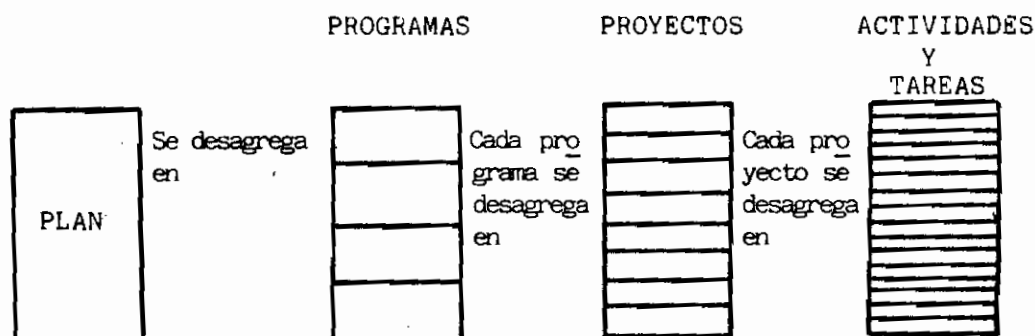 PROGRAMAS
PROYECTOS
ACTIVIDADES
Y
TAREAS
PLAN
Se desagrega
en
Cada pro
grama se
desagrega
en
Cada pro
yecto se
desagrega
en